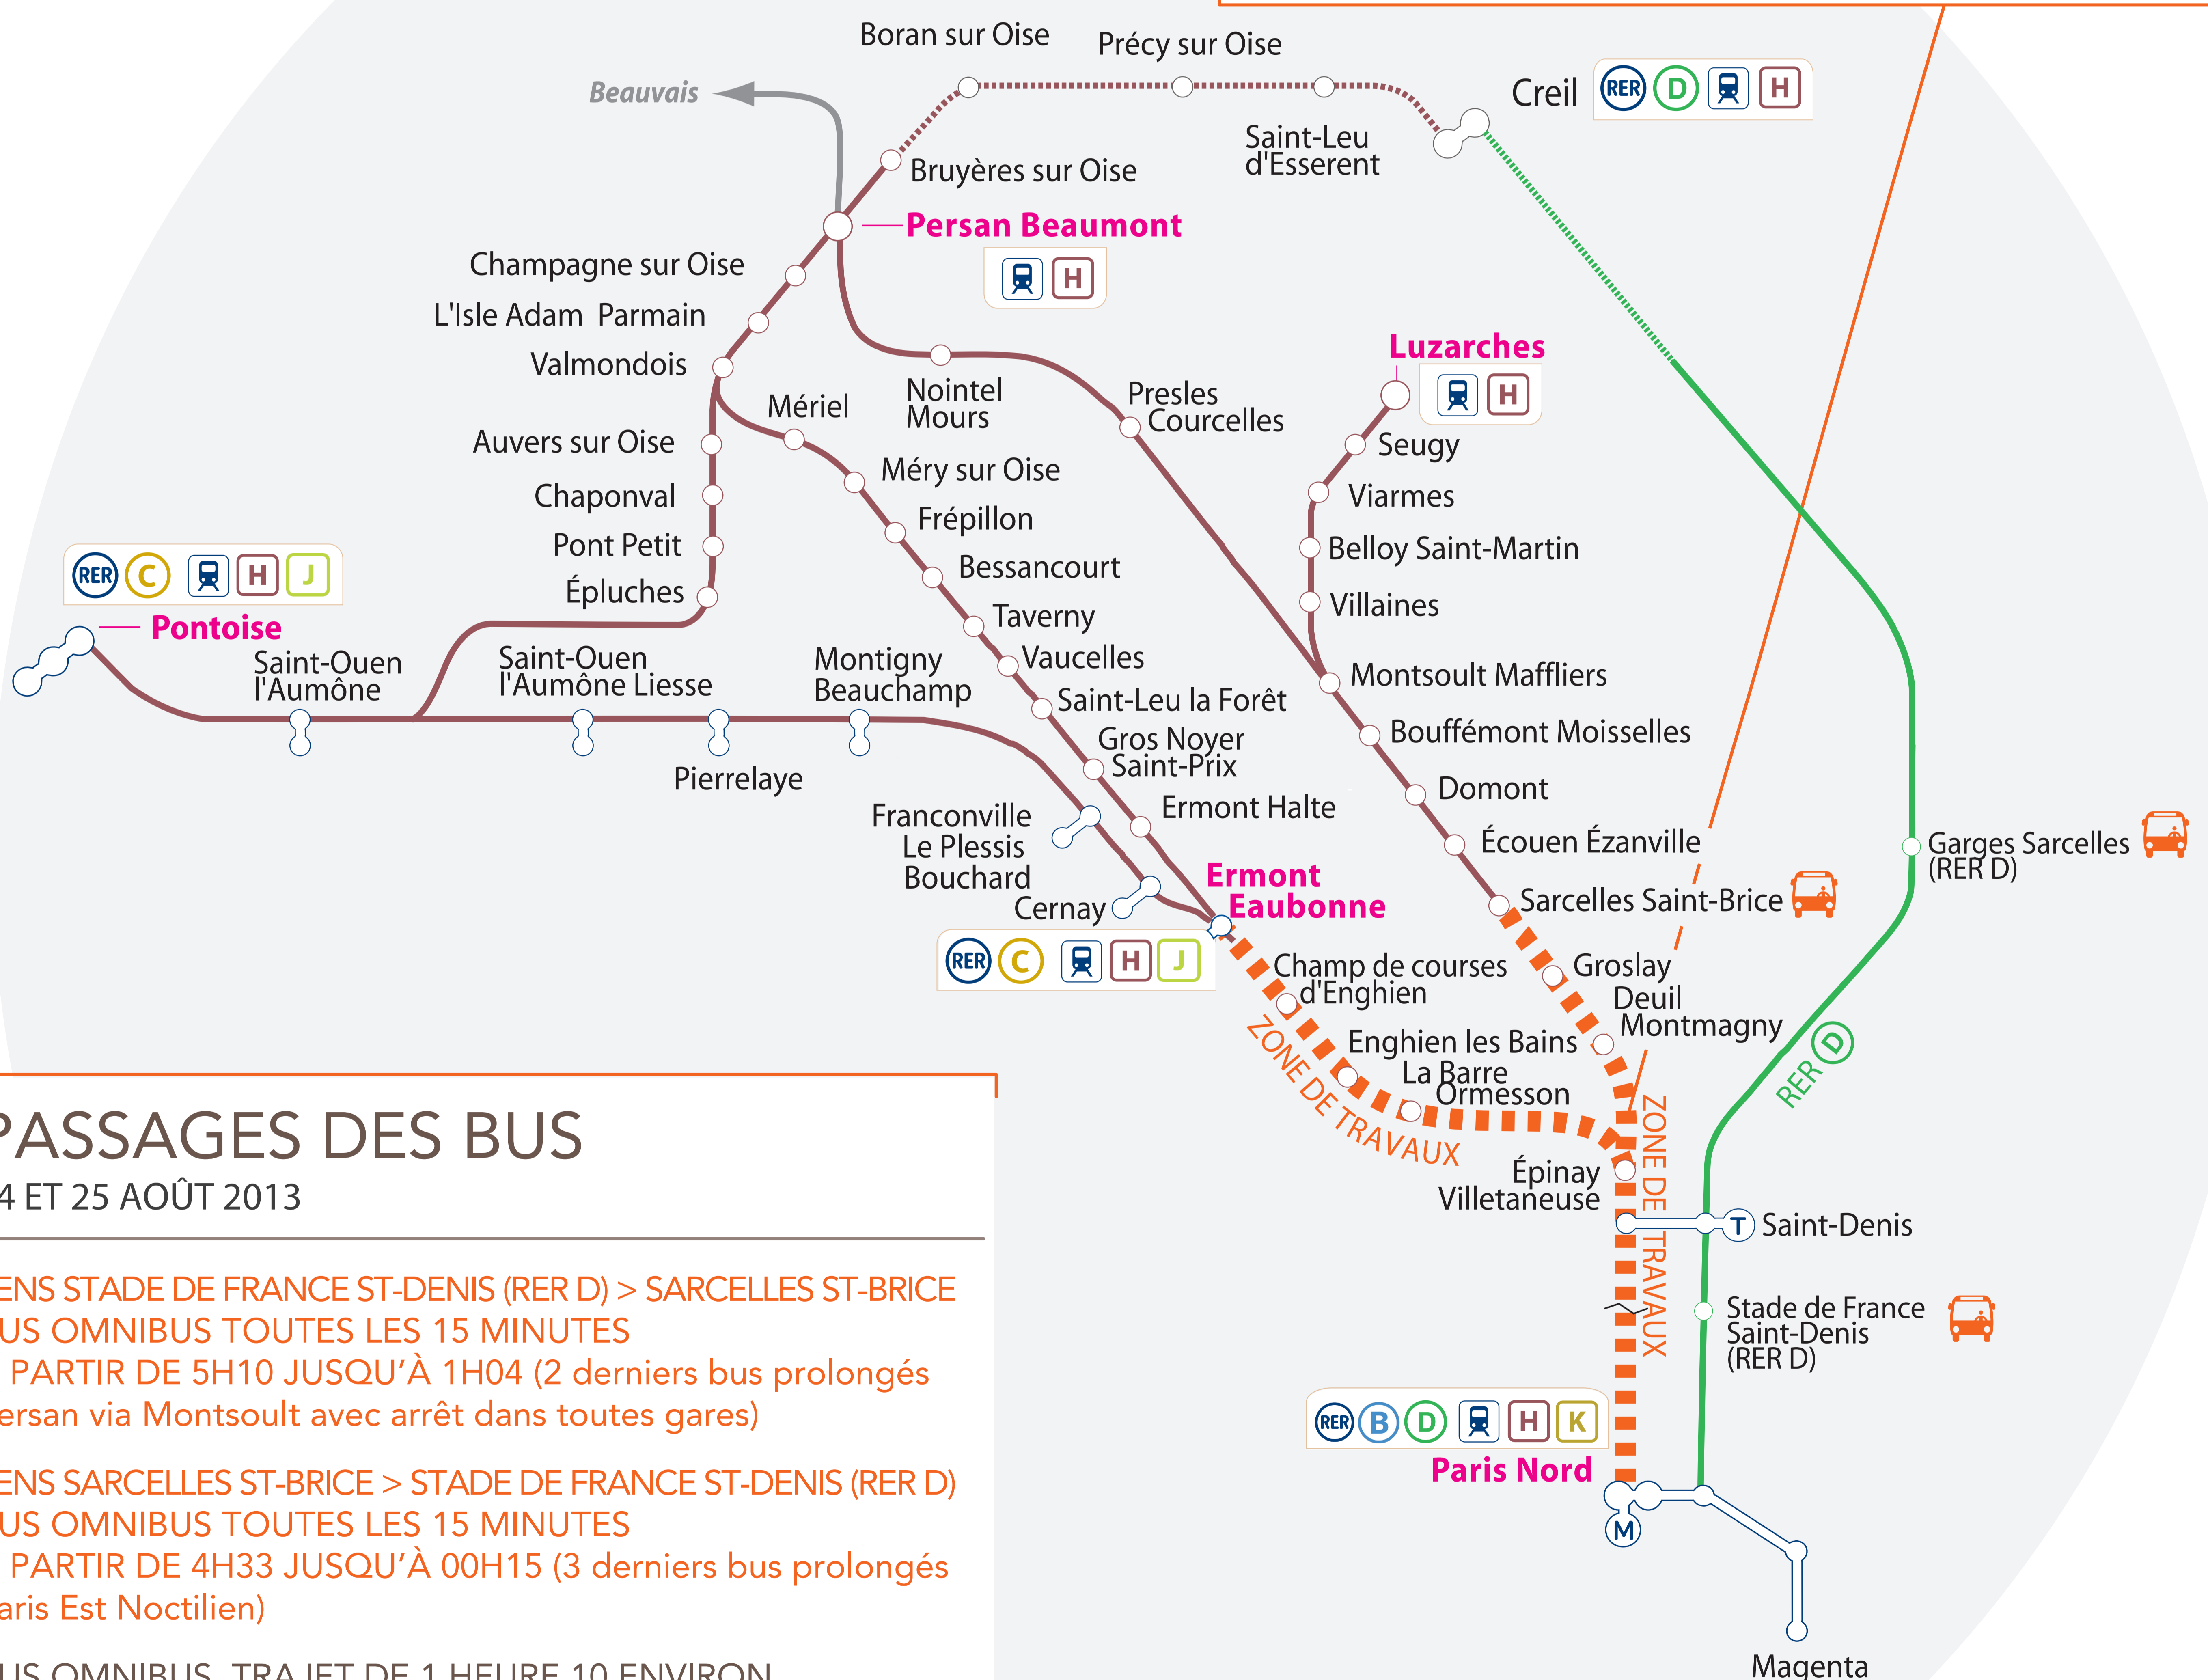 Boran sur Oise
Précy sur Oise
Beauvais
Creil
RER D H
Saint-Leu
d'Esserent
Bruyères sur Oise
Persan Beaumont
H
Champagne sur Oise
L'Isle Adam Parmain
Valmondois
Luzarches
H
Nointel
Mours
Presles
Courcelles
Mériel
Seugy
Auvers sur Oise
Méry sur Oise
Chaponval
Viarmes
Frépillon
Pont Petit
Belloy Saint-Martin
Bessancourt
RER C H J
Épluches
Villaines
Taverny
Pontoise
Saint-Ouen
l'Aumône
Saint-Ouen
l'Aumône Liesse
Montigny
Beauchamp
Vaucelles
Montsoult Maffliers
Saint-Leu la Forêt
Bouffémont Moisselles
Gros Noyer
Saint-Prix
Pierrelaye
Domont
Ermont Halte
Franconville
Le Plessis
Bouchard
Écouen Ézanville
Garges Sarcelles
(RER D)
Ermont
Eaubonne
Cernay
Sarcelles Saint-Brice
RER C H J
Champ de courses
d'Enghien
Groslay
Deuil
Montmagny
Enghien les Bains
La Barre
Ormesson
ZONE DE TRAVAUX
RER D
ZONE DE TRAVAUX
Épinay
Villetaneuse
T
Saint-Denis
Stade de France
Saint-Denis
(RER D)
RER B D H K
Paris Nord
M
Magenta
PASSAGES DES BUS
4 ET 25 AOÛT 2013
ENS STADE DE FRANCE ST-DENIS (RER D) > SARCELLES ST-BRICE
US OMNIBUS TOUTES LES 15 MINUTES
PARTIR DE 5H10 JUSQU'À 1H04 (2 derniers bus prolongés
ersan via Montsoult avec arrêt dans toutes gares)
ENS SARCELLES ST-BRICE > STADE DE FRANCE ST-DENIS (RER D)
US OMNIBUS TOUTES LES 15 MINUTES
PARTIR DE 4H33 JUSQU'À 00H15 (3 derniers bus prolongés
aris Est Noctilien)
US OMNIBUS TRAJET DE 1 HEURE 10 ENVIRON